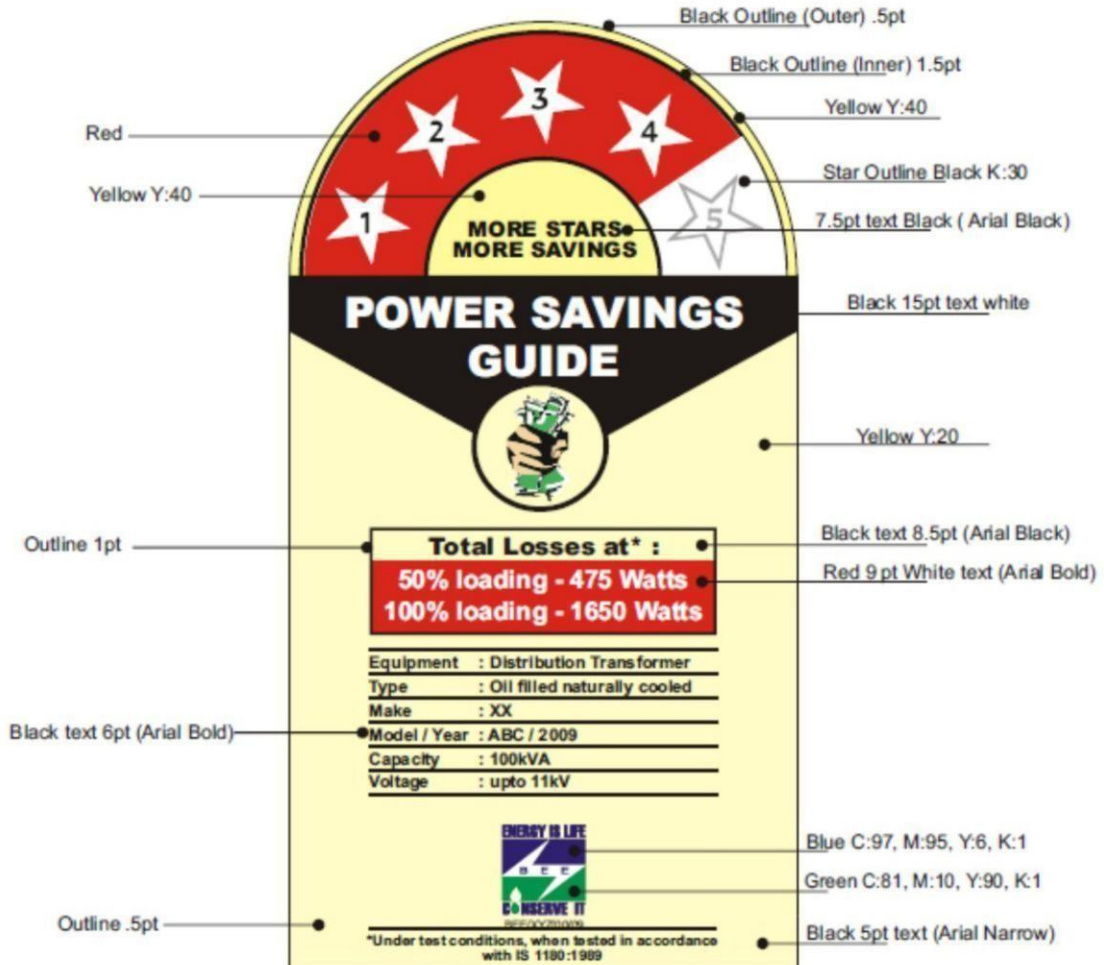 Black Outline (Outer) .5pt
Black Outline (Inner) 1.5pt
Yellow Y:40
Red
Star Outline Black K:30
Yellow Y:40
7.5pt text Black ( Arial Black)
1
2
3
4
5
MORE STARS
MORE SAVINGS
Black 15pt text white
POWER SAVINGS
GUIDE
Yellow Y:20
Outline 1pt
Total Losses at* :
Black text 8.5pt (Arial Black)
50% loading - 475 Watts
Red 9 pt White text (Arial Bold)
100% loading - 1650 Watts
Equipment : Distribution Transformer
Type : Oil filled naturally cooled
Make : XX
Black text 6pt (Arial Bold)
Model / Year : ABC / 2009
Capacity : 100kVA
Voltage : upto 11kV
ENERGY IS LIFE
BEE
CONSERVE IT
Blue C:97, M:95, Y:6, K:1
Green C:81, M:10, Y:90, K:1
Outline .5pt
Black 5pt text (Arial Narrow)
*Under test conditions, when tested in accordance
with IS 1180:1989